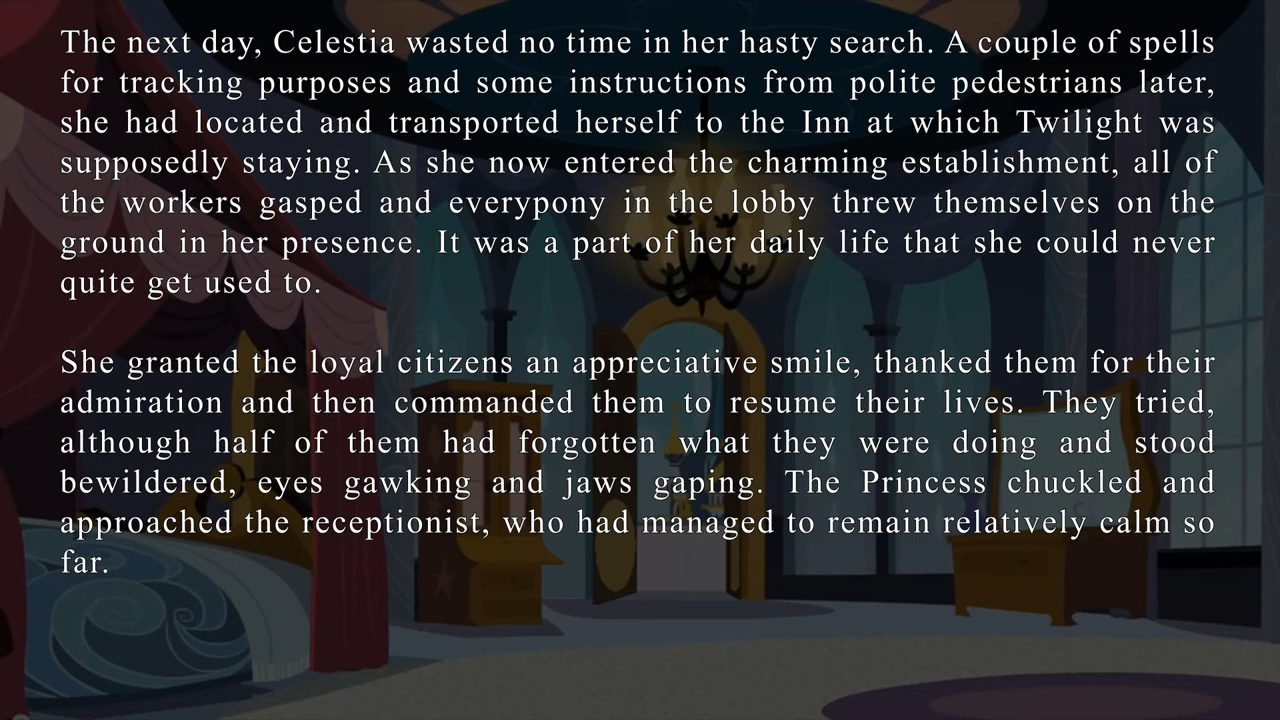 The next day, Celestia wasted no time in her hasty search. A couple of spells
for tracking purposes and some instructions from polite pedestrians later,
she had located and transported herself to the Inn at which Twilight was
supposedly staying. As she now entered the charming establishment, all of
the workers gasped and everypony in the lobby threw themselves on the
ground in her presence. It was a part of her daily life that she could never
quite get used to.
She granted the loyal citizens an appreciative smile, thanked them for their
admiration and then commanded them to resume their lives. They tried,
although half of them had forgotten what they were doing and stood
bewildered, eyes gawking and jaws gaping. The Princess chuckled and
approached the receptionist, who had managed to remain relatively calm so
far.